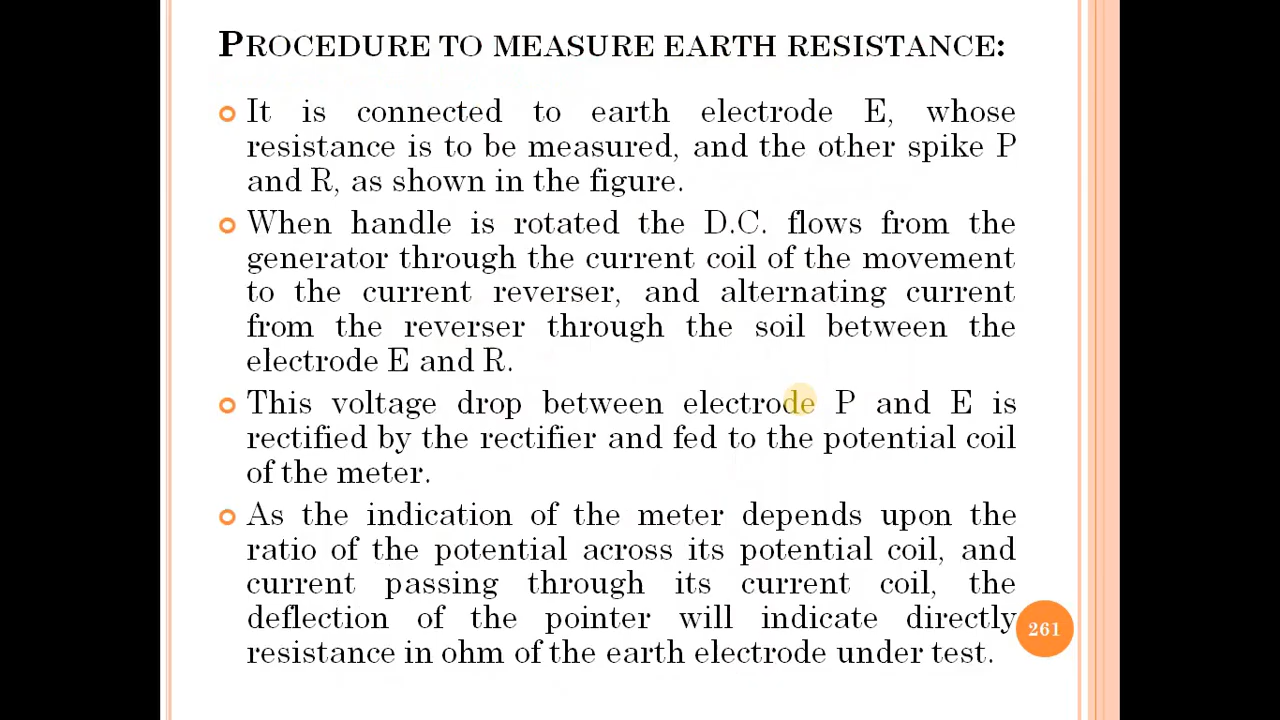 PROCEDURE TO MEASURE EARTH RESISTANCE:
It is connected to earth electrode E, whose
resistance is to be measured, and the other spike P
and R, as shown in the figure.
When handle is rotated the D.C. flows from the
generator through the current coil of the movement
to the current reverser, and alternating current
from the reverser through the soil between the
electrode E and R.
This voltage drop between electrode P and E is
rectified by the rectifier and fed to the potential coil
of the meter.
As the indication of the meter depends upon the
ratio of the potential across its potential coil, and
current passing through its current coil, the
deflection of the pointer will indicate directly
resistance in ohm of the earth electrode under test.
261